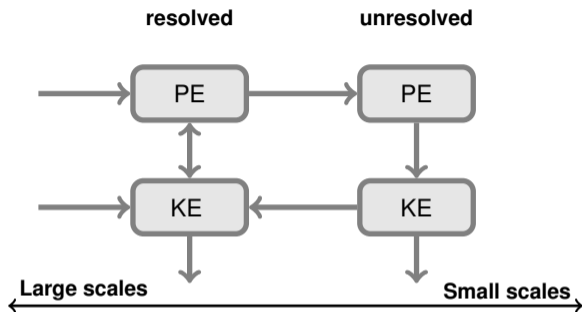 resolved unresolved
PE PE
KE KE
Large scales Small scales